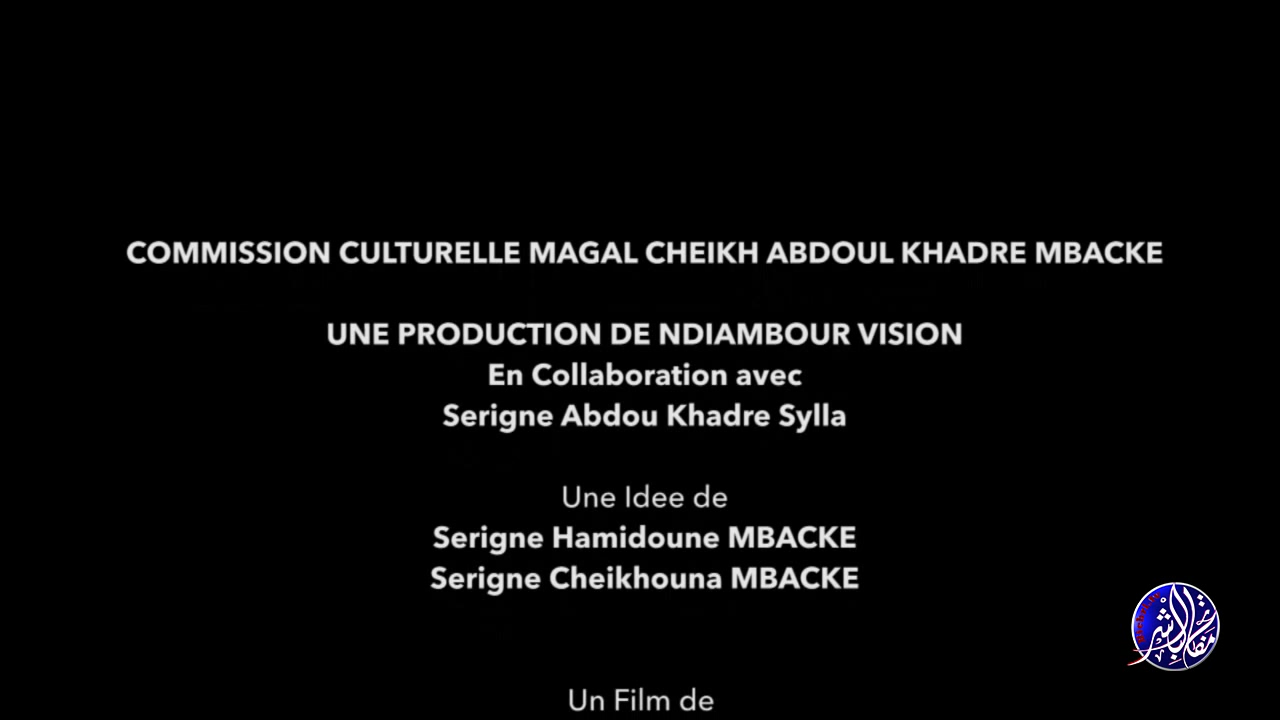 COMMISSION CULTURELLE MAGAL CHEIKH ABDOUL KHADRE MBACKE
UNE PRODUCTION DE NDIAMBOUR VISION
En Collaboration avec
Serigne Abdou Khadre Sylla
Une Idee de
Serigne Hamidoune MBACKE
Serigne Cheikhouna MBACKE
Un Film de